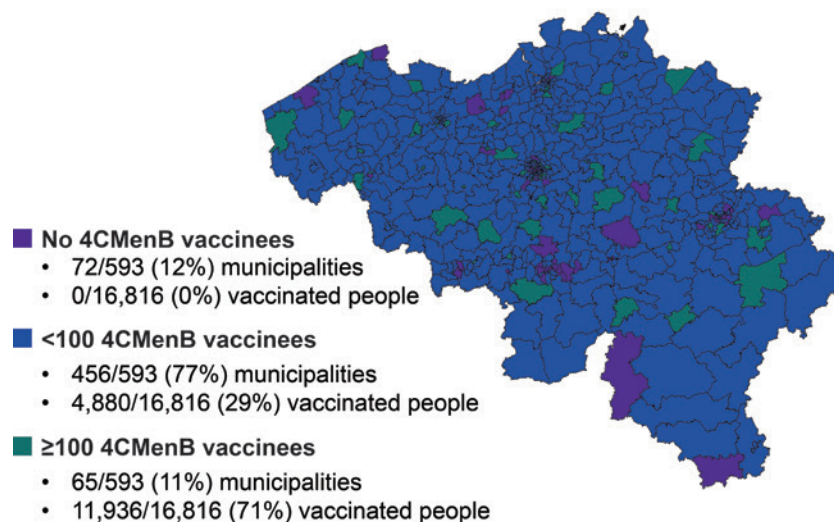 No 4CMenB vaccinees
• 72/593 (12%) municipalities
• 0/16,816 (0%) vaccinated people
<100 4CMenB vaccinees
• 456/593 (77%) municipalities
• 4,880/16,816 (29%) vaccinated people
≥100 4CMenB vaccinees
• 65/593 (11%) municipalities
• 11,936/16,816 (71%) vaccinated people